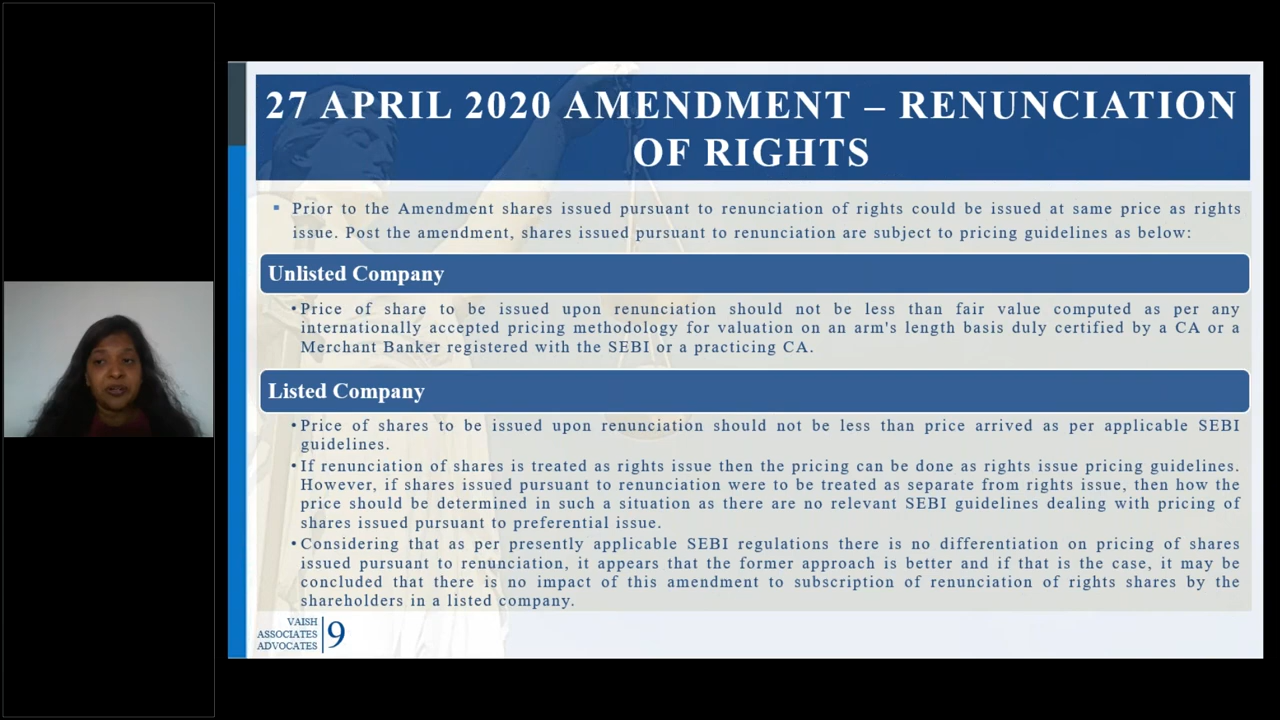 27 APRIL 2020 AMENDMENT – RENUNCIATION
OF RIGHTS
▪ Prior to the Amendment shares issued pursuant to renunciation of rights could be issued at same price as rights
issue. Post the amendment, shares issued pursuant to renunciation are subject to pricing guidelines as below:
Unlisted Company
•Price of share to be issued upon renunciation should not be less than fair value computed as per any
internationally accepted pricing methodology for valuation on an arm's length basis duly certified by a CA or a
Merchant Banker registered with the SEBI or a practicing CA.
Listed Company
•Price of shares to be issued upon renunciation should not be less than price arrived as per applicable SEBI
guidelines.
•If renunciation of shares is treated as rights issue then the pricing can be done as rights issue pricing guidelines.
However, if shares issued pursuant to renunciation were to be treated as separate from rights issue, then how the
price should be determined in such a situation as there are no relevant SEBI guidelines dealing with pricing of
shares issued pursuant to preferential issue.
•Considering that as per presently applicable SEBI regulations there is no differentiation on pricing of shares
issued pursuant to renunciation, it appears that the former approach is better and if that is the case, it may be
concluded that there is no impact of this amendment to subscription of renunciation of rights shares by the
shareholders in a listed company.
VAISH
ASSOCIATES
ADVOCATES
9